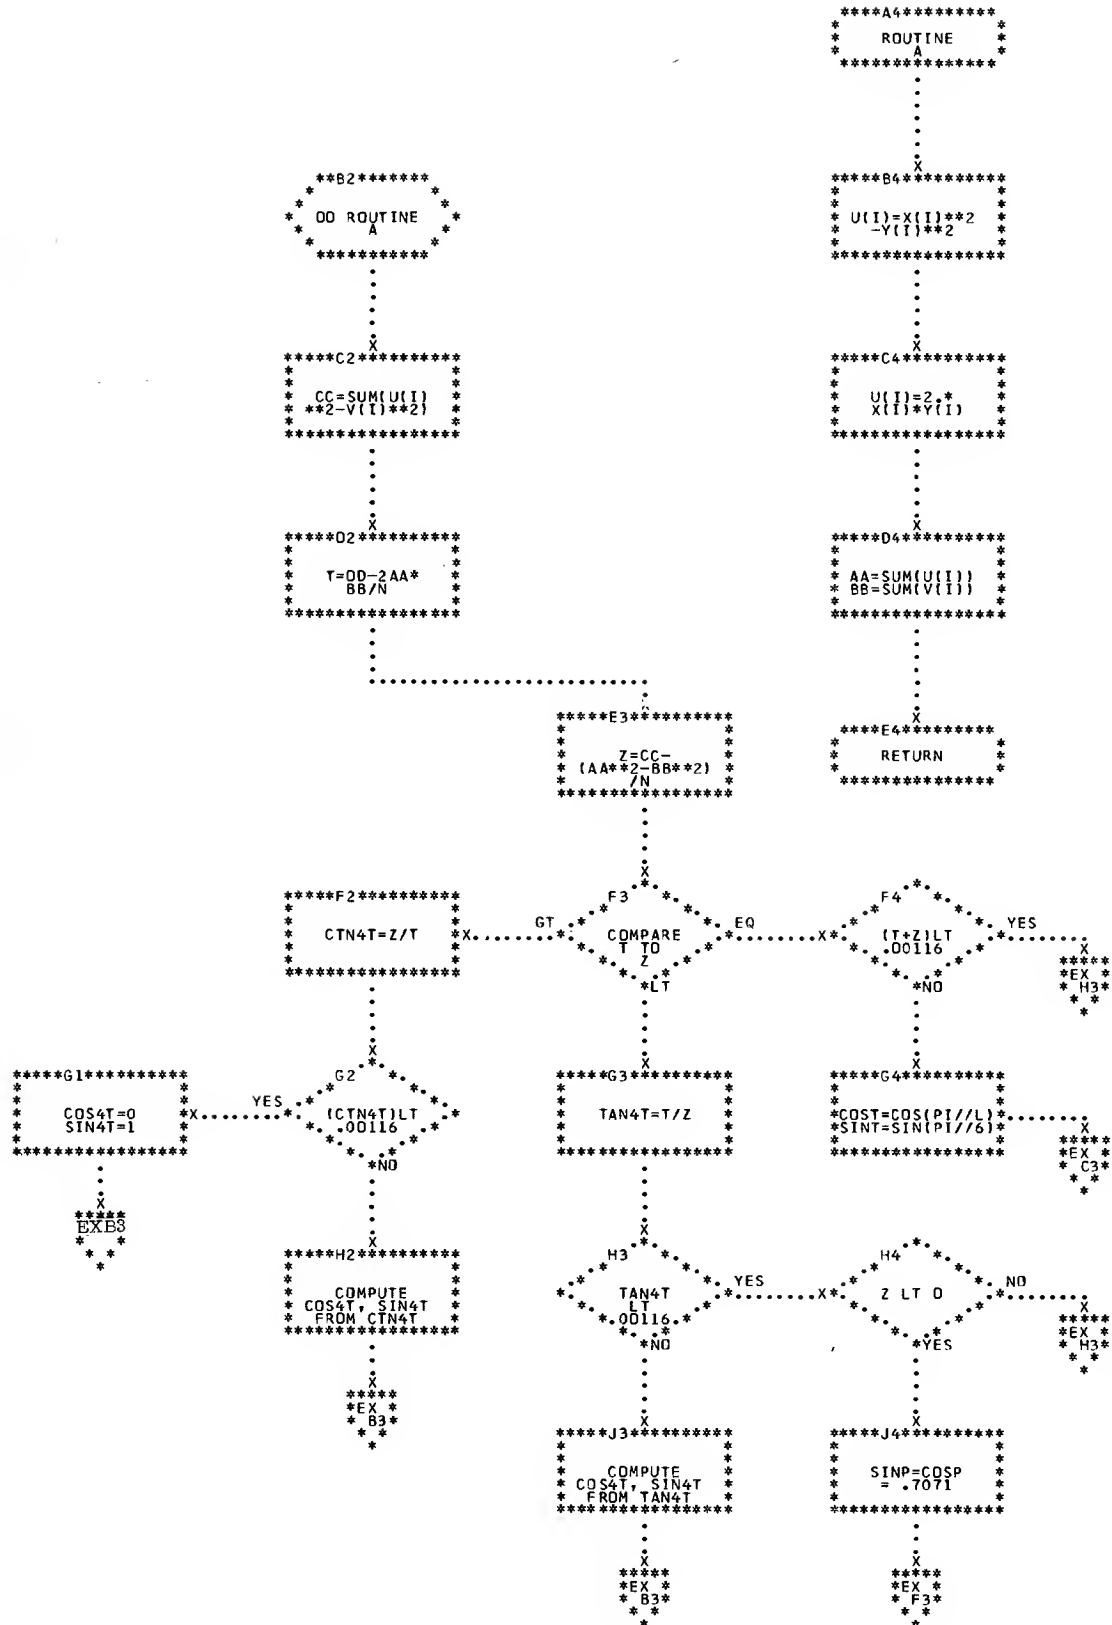 A4
ROUTINE
A
B2
DO ROUTINE
A
B4
U(I)=X(I)**2
-Y(I)**2
C2
CC=SUM(U(I)
**2-V(I)**2)
C4
U(I)=2.*
X(I)*Y(I)
D2
T=DD-2AA*
BB/N
D4
AA=SUM(U(I))
BB=SUM(V(I))
E3
Z=CC-
(AA**2-BB**2)
/N
E4
RETURN
F2
CTN4T=Z/T
GT
F3
COMPARE
T TO
Z
EQ
LT
F4
(T+Z)LT
.00116
YES
NO
EX
H3
G1
COS4T=0
SIN4T=1
YES
G2
(CTN4T)LT
.00116
NO
G3
TAN4T=T/Z
G4
COST=COS(PI//L)
SINT=SIN(PI//6)
EX
C3
EXB3
H2
COMPUTE
COS4T, SIN4T
FROM CTN4T
H3
TAN4T
LT
.00116
YES
NO
H4
Z LT 0
NO
YES
EX
H3
EX
B3
J3
COMPUTE
COS4T, SIN4T
FROM TAN4T
J4
SINP=COSP
= .7071
EX
B3
EX
F3